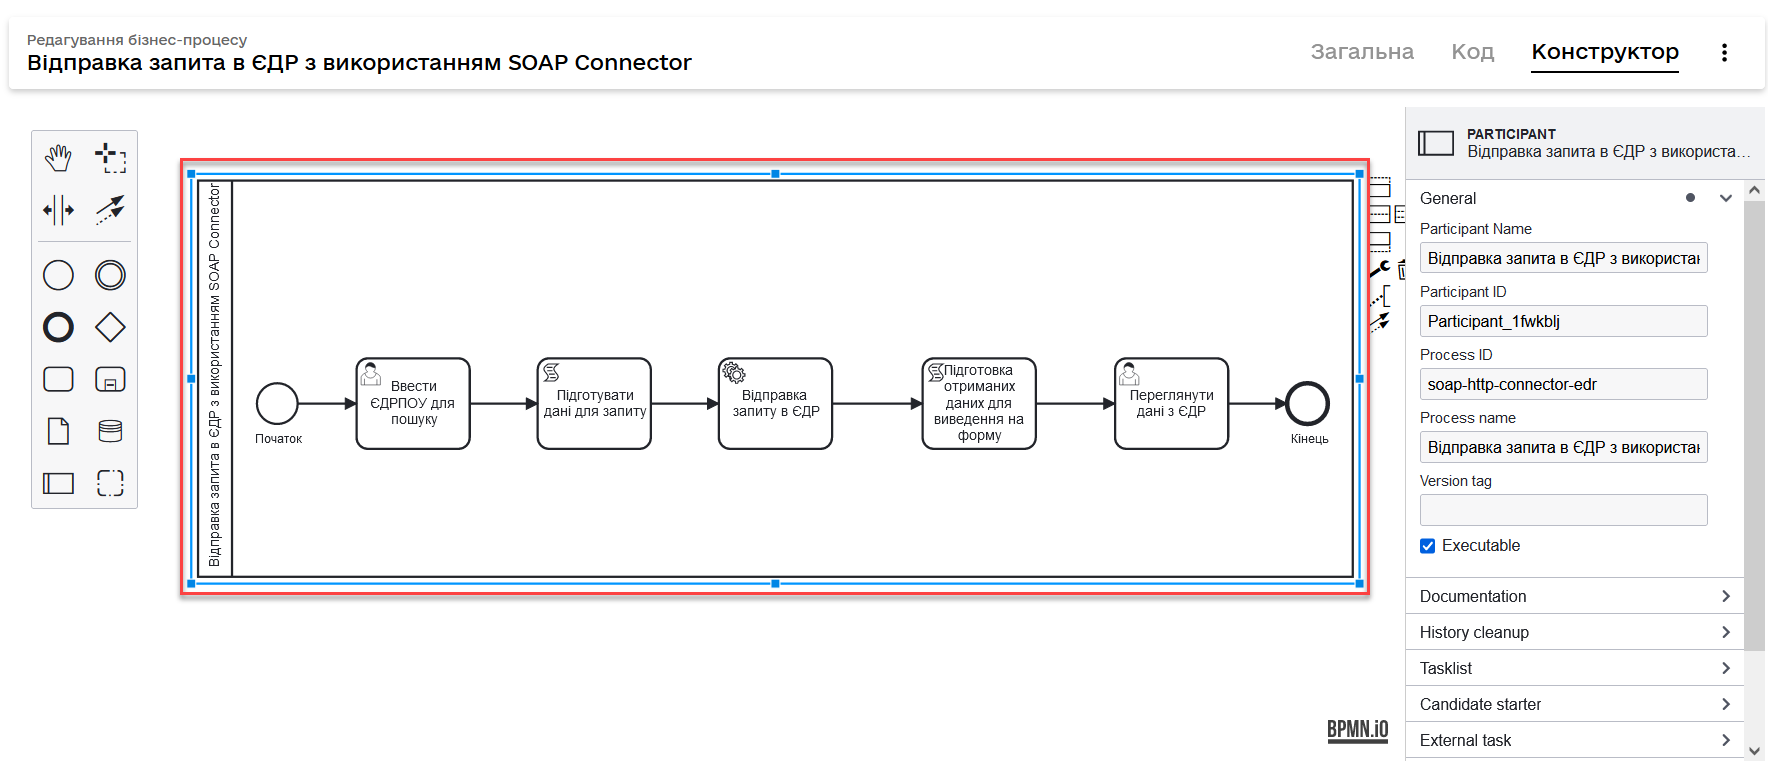 Редагування бізнес-процесу
Відправка запита в ЄДР з використанням SOAP Connector
Загальна
Код
Конструктор
Відправка запита в ЄДР з використанням SOAP Connector
Початок
Ввести
ЄДРПОУ для
пошуку
Підготувати
дані для запиту
Відправка
запиту в ЄДР
Підготовка
отриманих
даних для
виведення на
форму
Переглянути
дані з ЄДР
Кінець
BPMN.iO
PARTICIPANT
Відправка запита в ЄДР з використа...
General
Participant Name
Відправка запита в ЄДР з використан
Participant ID
Participant_1fwkblj
Process ID
soap-http-connector-edr
Process name
Відправка запита в ЄДР з використан
Version tag
Executable
Documentation
History cleanup
Tasklist
Candidate starter
External task